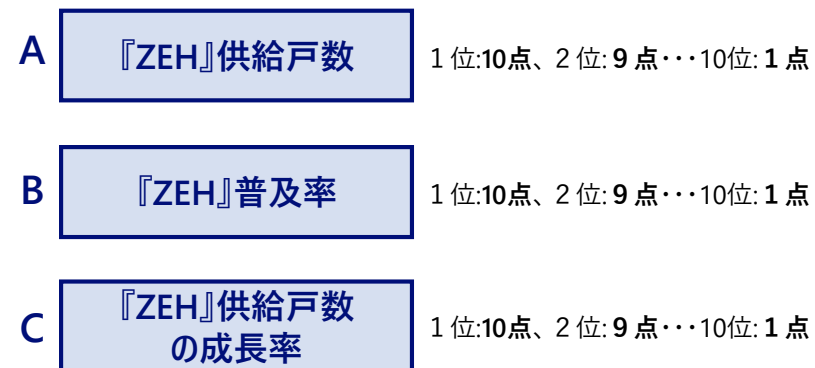 A
『ZEH』供給戸数
1位:10点、2位: 9点･･･10位: 1点
B
『ZEH』普及率
1位:10点、2位: 9点･･･10位: 1点
C
『ZEH』供給戸数
の成長率
1位:10点、2位: 9点･･･10位: 1点